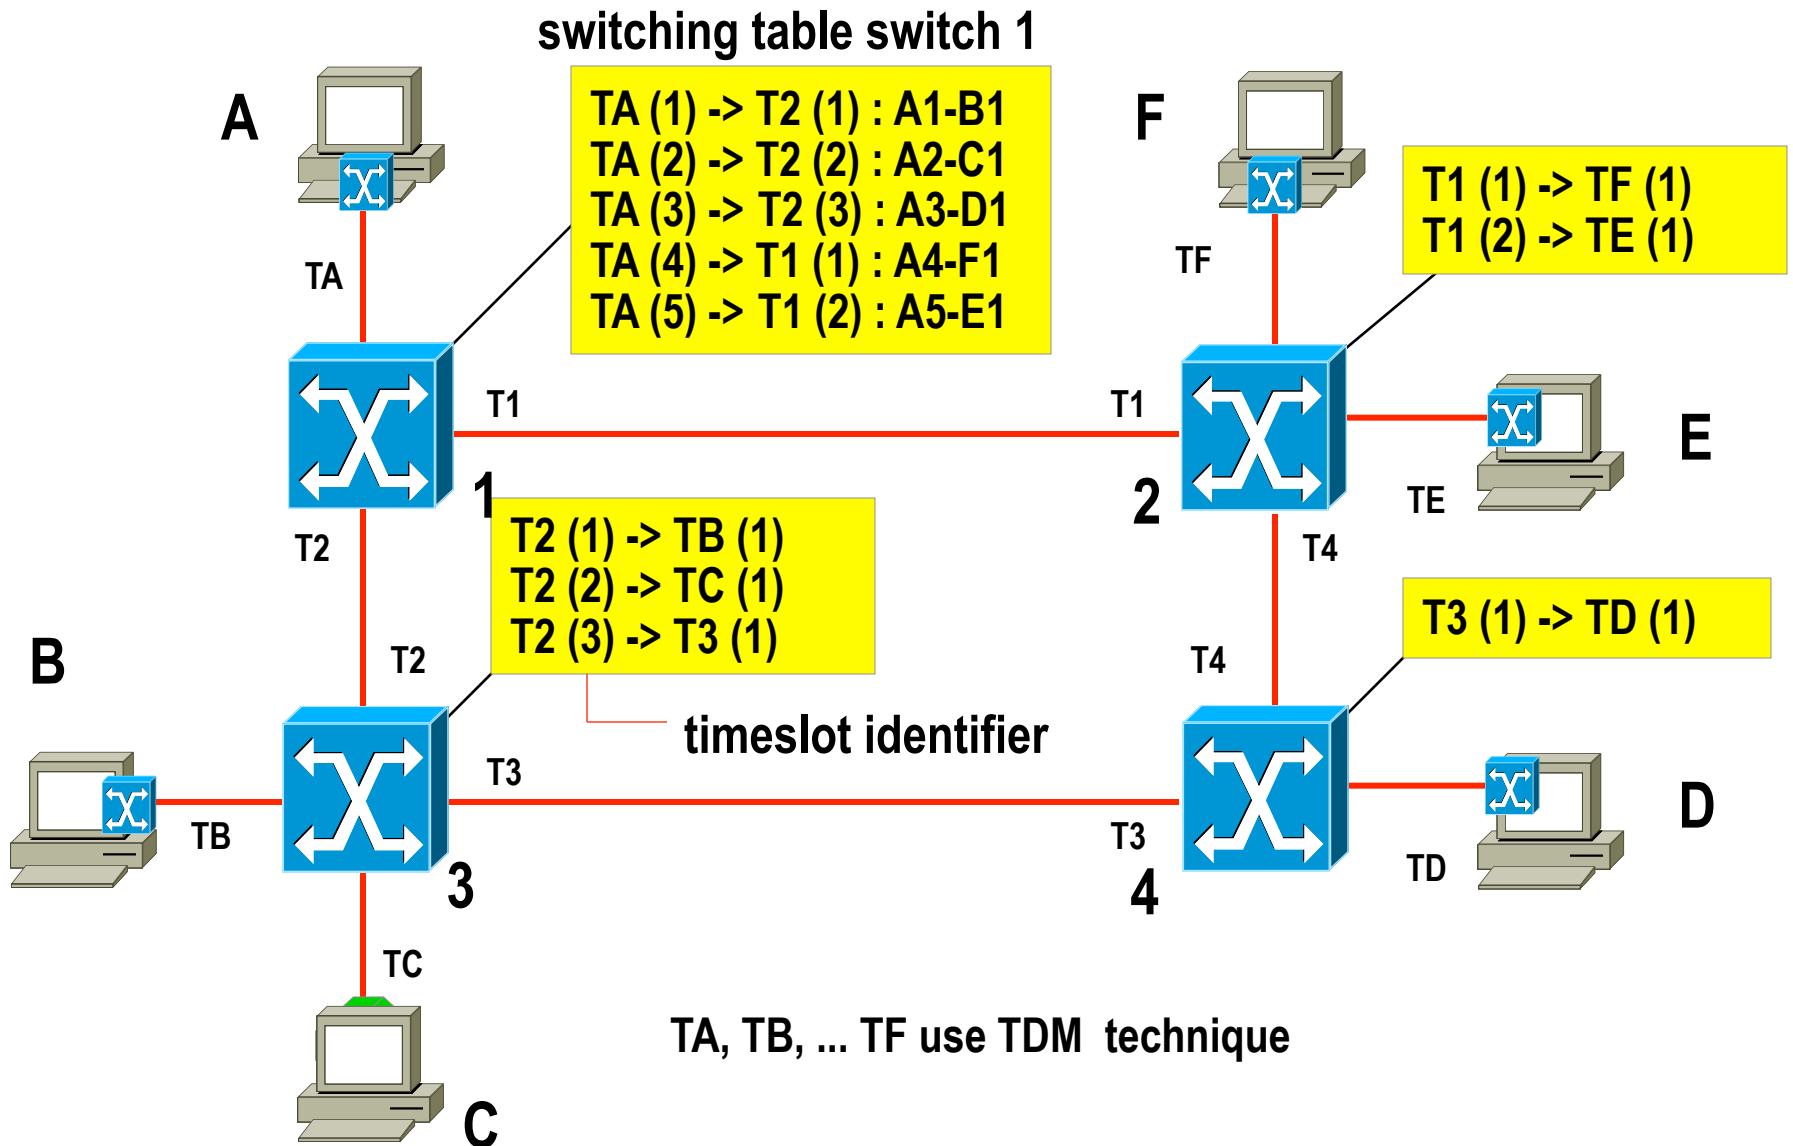 switching table switch 1
A
TA (1) -> T2 (1) : A1-B1
TA (2) -> T2 (2) : A2-C1
TA (3) -> T2 (3) : A3-D1
TA (4) -> T1 (1) : A4-F1
TA (5) -> T1 (2) : A5-E1
F
T1 (1) -> TF (1)
T1 (2) -> TE (1)
TA
TF
T1
T1
E
1
2
TE
T2
T4
T2 (1) -> TB (1)
T2 (2) -> TC (1)
T2 (3) -> T3 (1)
T3 (1) -> TD (1)
B
T2
T4
timeslot identifier
T3
D
TB
T3
TD
3
4
TC
TA, TB, ... TF use TDM technique
C